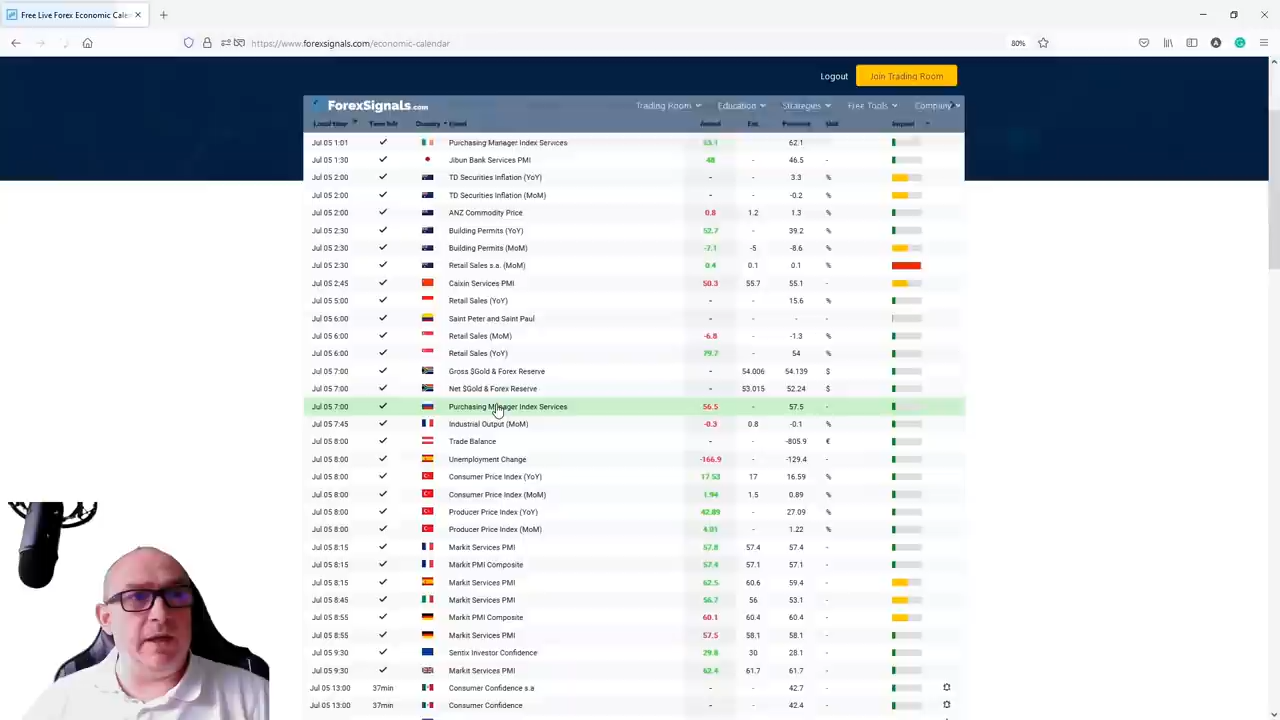 Free Live Forex Economic Cale
https://www.forexsignals.com/economic-calendar
80%
Logout
Join Trading Room
ForexSignals.com
Trading Room
Education
Strategies
Free Tools
Company
Local time Time left Country Event Actual Est. Previous Unit Impact
Jul 05 1:01 Purchasing Manager Index Services 53.1 62.1
Jul 05 1:30 Jibun Bank Services PMI 48 - 46.5 -
Jul 05 2:00 TD Securities Inflation (YoY) - - 3.3 %
Jul 05 2:00 TD Securities Inflation (MoM) - - -0.2 %
Jul 05 2:00 ANZ Commodity Price 0.8 1.2 1.3 %
Jul 05 2:30 Building Permits (YoY) 52.7 - 39.2 %
Jul 05 2:30 Building Permits (MoM) -7.1 -5 -8.6 %
Jul 05 2:30 Retail Sales s.a. (MoM) 0.4 0.1 0.1 %
Jul 05 2:45 Caixin Services PMI 50.3 55.7 55.1 -
Jul 05 5:00 Retail Sales (YoY) - - 15.6 %
Jul 05 6:00 Saint Peter and Saint Paul - - - -
Jul 05 6:00 Retail Sales (MoM) -6.8 - -1.3 %
Jul 05 6:00 Retail Sales (YoY) 79.7 - 54 %
Jul 05 7:00 Gross $Gold & Forex Reserve - 54.006 54.139 $
Jul 05 7:00 Net $Gold & Forex Reserve - 53.015 52.24 $
Jul 05 7:00 Purchasing Manager Index Services 56.5 - 57.5 -
Jul 05 7:45 Industrial Output (MoM) -0.3 0.8 -0.1 %
Jul 05 8:00 Trade Balance - - -805.9 €
Jul 05 8:00 Unemployment Change -166.9 - -129.4 -
Jul 05 8:00 Consumer Price Index (YoY) 17.53 17 16.59 %
Jul 05 8:00 Consumer Price Index (MoM) 1.94 1.5 0.89 %
Jul 05 8:00 Producer Price Index (YoY) 42.89 - 27.09 %
Jul 05 8:00 Producer Price Index (MoM) 4.01 - 1.22 %
Jul 05 8:15 Markit Services PMI 57.8 57.4 57.4 -
Jul 05 8:15 Markit PMI Composite 57.4 57.1 57.1 -
Jul 05 8:15 Markit Services PMI 62.5 60.6 59.4 -
Jul 05 8:45 Markit Services PMI 56.7 56 53.1 -
Jul 05 8:55 Markit PMI Composite 60.1 60.4 60.4 -
Jul 05 8:55 Markit Services PMI 57.5 58.1 58.1 -
Jul 05 9:30 Sentix Investor Confidence 29.8 30 28.1 -
Jul 05 9:30 Markit Services PMI 62.4 61.7 61.7 -
Jul 05 13:00 37min Consumer Confidence s.a - - 42.7 -
Jul 05 13:00 37min Consumer Confidence - - 42.4 -